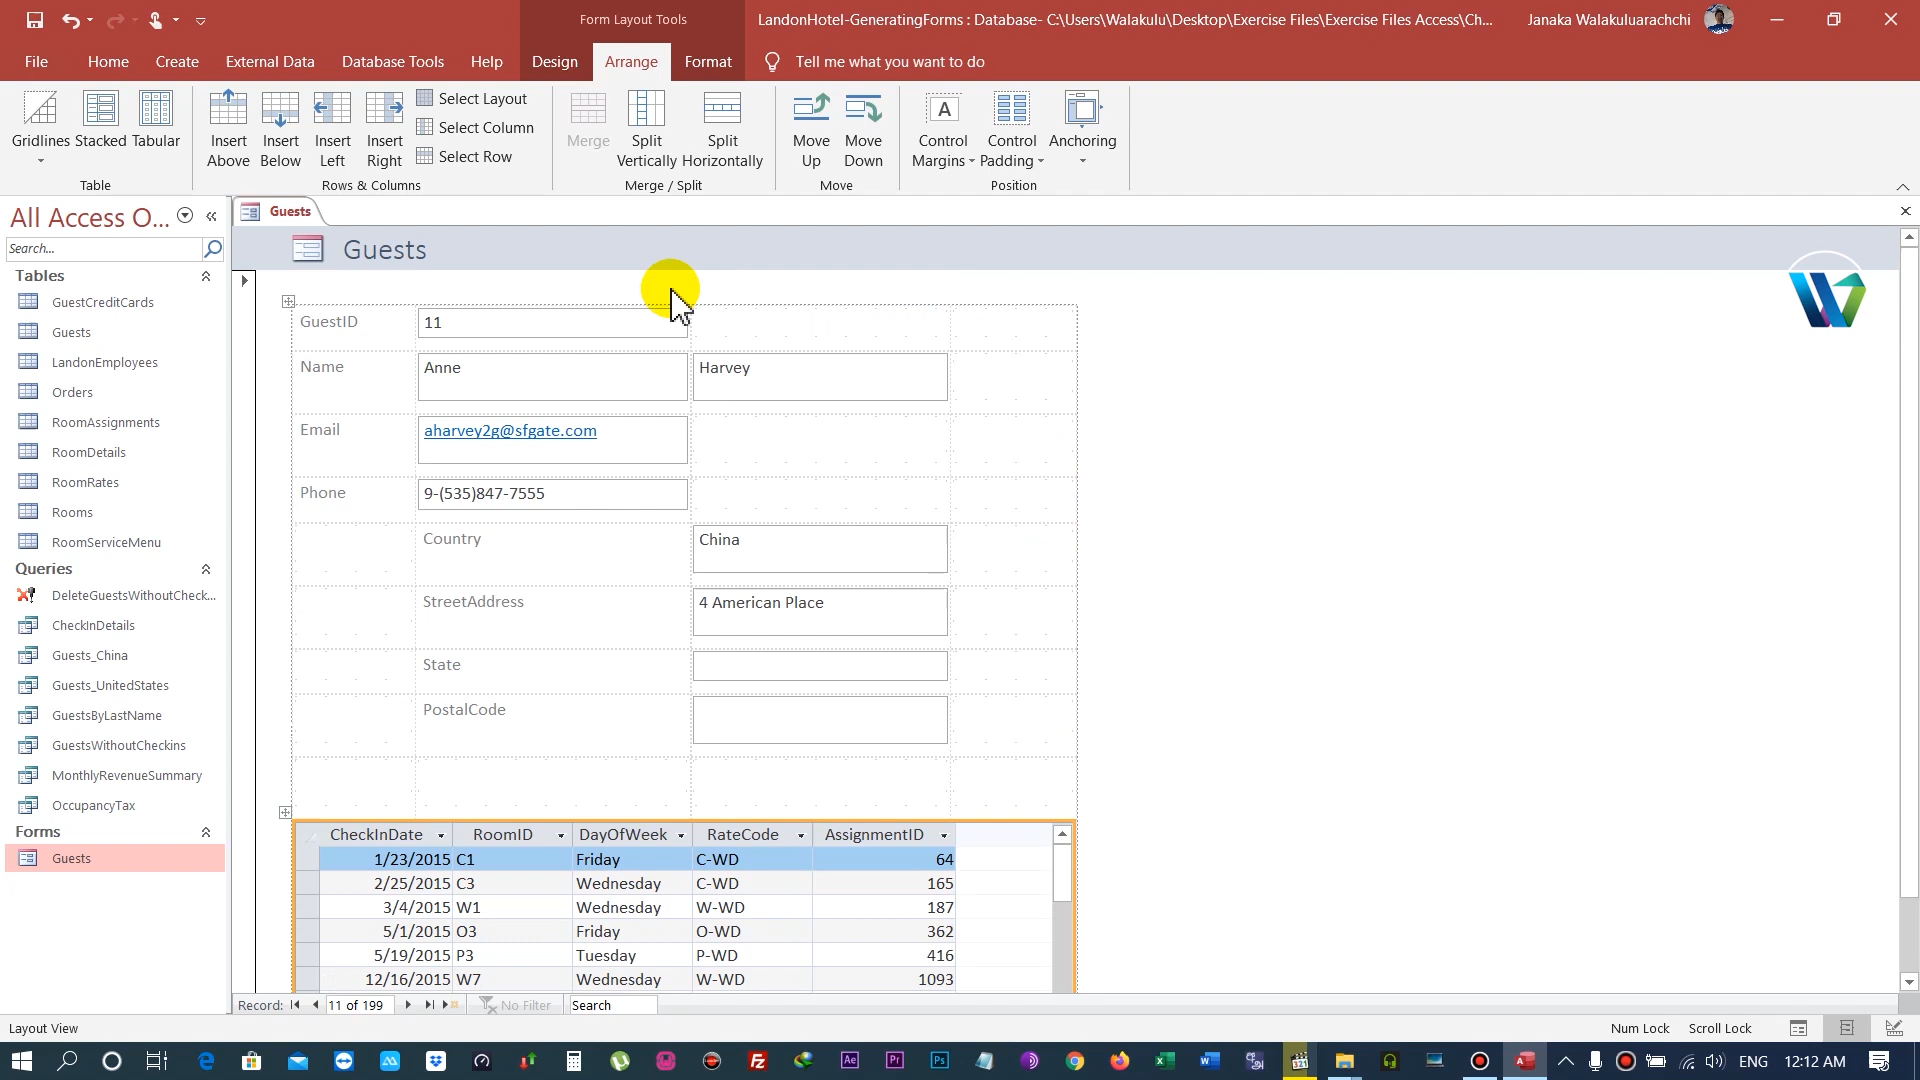 Form Layout Tools
LandonHotel-GeneratingForms : Database- C:\Users\Walakulu\Desktop\Exercise Files\Exercise Files Access\Ch...
Janaka Walakuluarachchi
File Home Create External Data Database Tools Help Design Arrange Format Tell me what you want to do
Gridlines Stacked Tabular
Insert Above Insert Below Insert Left Insert Right
Select Layout
Select Column
Select Row
Merge Split Vertically Split Horizontally
Move Up Move Down
Control Margins Control Padding Anchoring
Table Rows & Columns Merge / Split Move Position
All Access O...
Search...
Tables
GuestCreditCards
Guests
LandonEmployees
Orders
RoomAssignments
RoomDetails
RoomRates
Rooms
RoomServiceMenu
Queries
DeleteGuestsWithoutCheck...
CheckInDetails
Guests_China
Guests_UnitedStates
GuestsByLastName
GuestsWithoutCheckins
MonthlyRevenueSummary
OccupancyTax
Forms
Guests
Guests
Guests
GuestID 11
Name Anne Harvey
Email aharvey2g@sfgate.com
Phone 9-(535)847-7555
Country China
StreetAddress 4 American Place
State
PostalCode
CheckInDate RoomID DayOfWeek RateCode AssignmentID
1/23/2015 C1 Friday C-WD 64
2/25/2015 C3 Wednesday C-WD 165
3/4/2015 W1 Wednesday W-WD 187
5/1/2015 O3 Friday O-WD 362
5/19/2015 P3 Tuesday P-WD 416
12/16/2015 W7 Wednesday W-WD 1093
Record: 11 of 199 No Filter Search
Layout View Num Lock Scroll Lock
ENG 12:12 AM